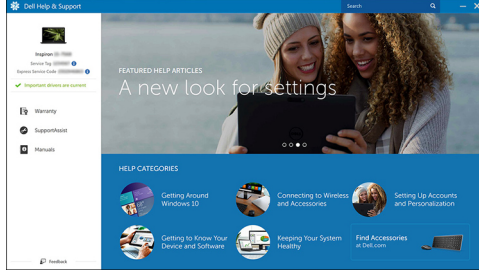 Dell Help & Support
Search
Inspiron
Service Tag
Express Service Code
Important drivers are current
Warranty
SupportAssist
Manuals
Feedback
FEATURED HELP ARTICLES
A new look for settings
DELL
HELP CATEGORIES
Getting Around
Windows 10
Connecting to Wireless
and Accessories
Setting Up Accounts
and Personalization
Getting to Know Your
Device and Software
Keeping Your System
Healthy
Find Accessories
at Dell.com